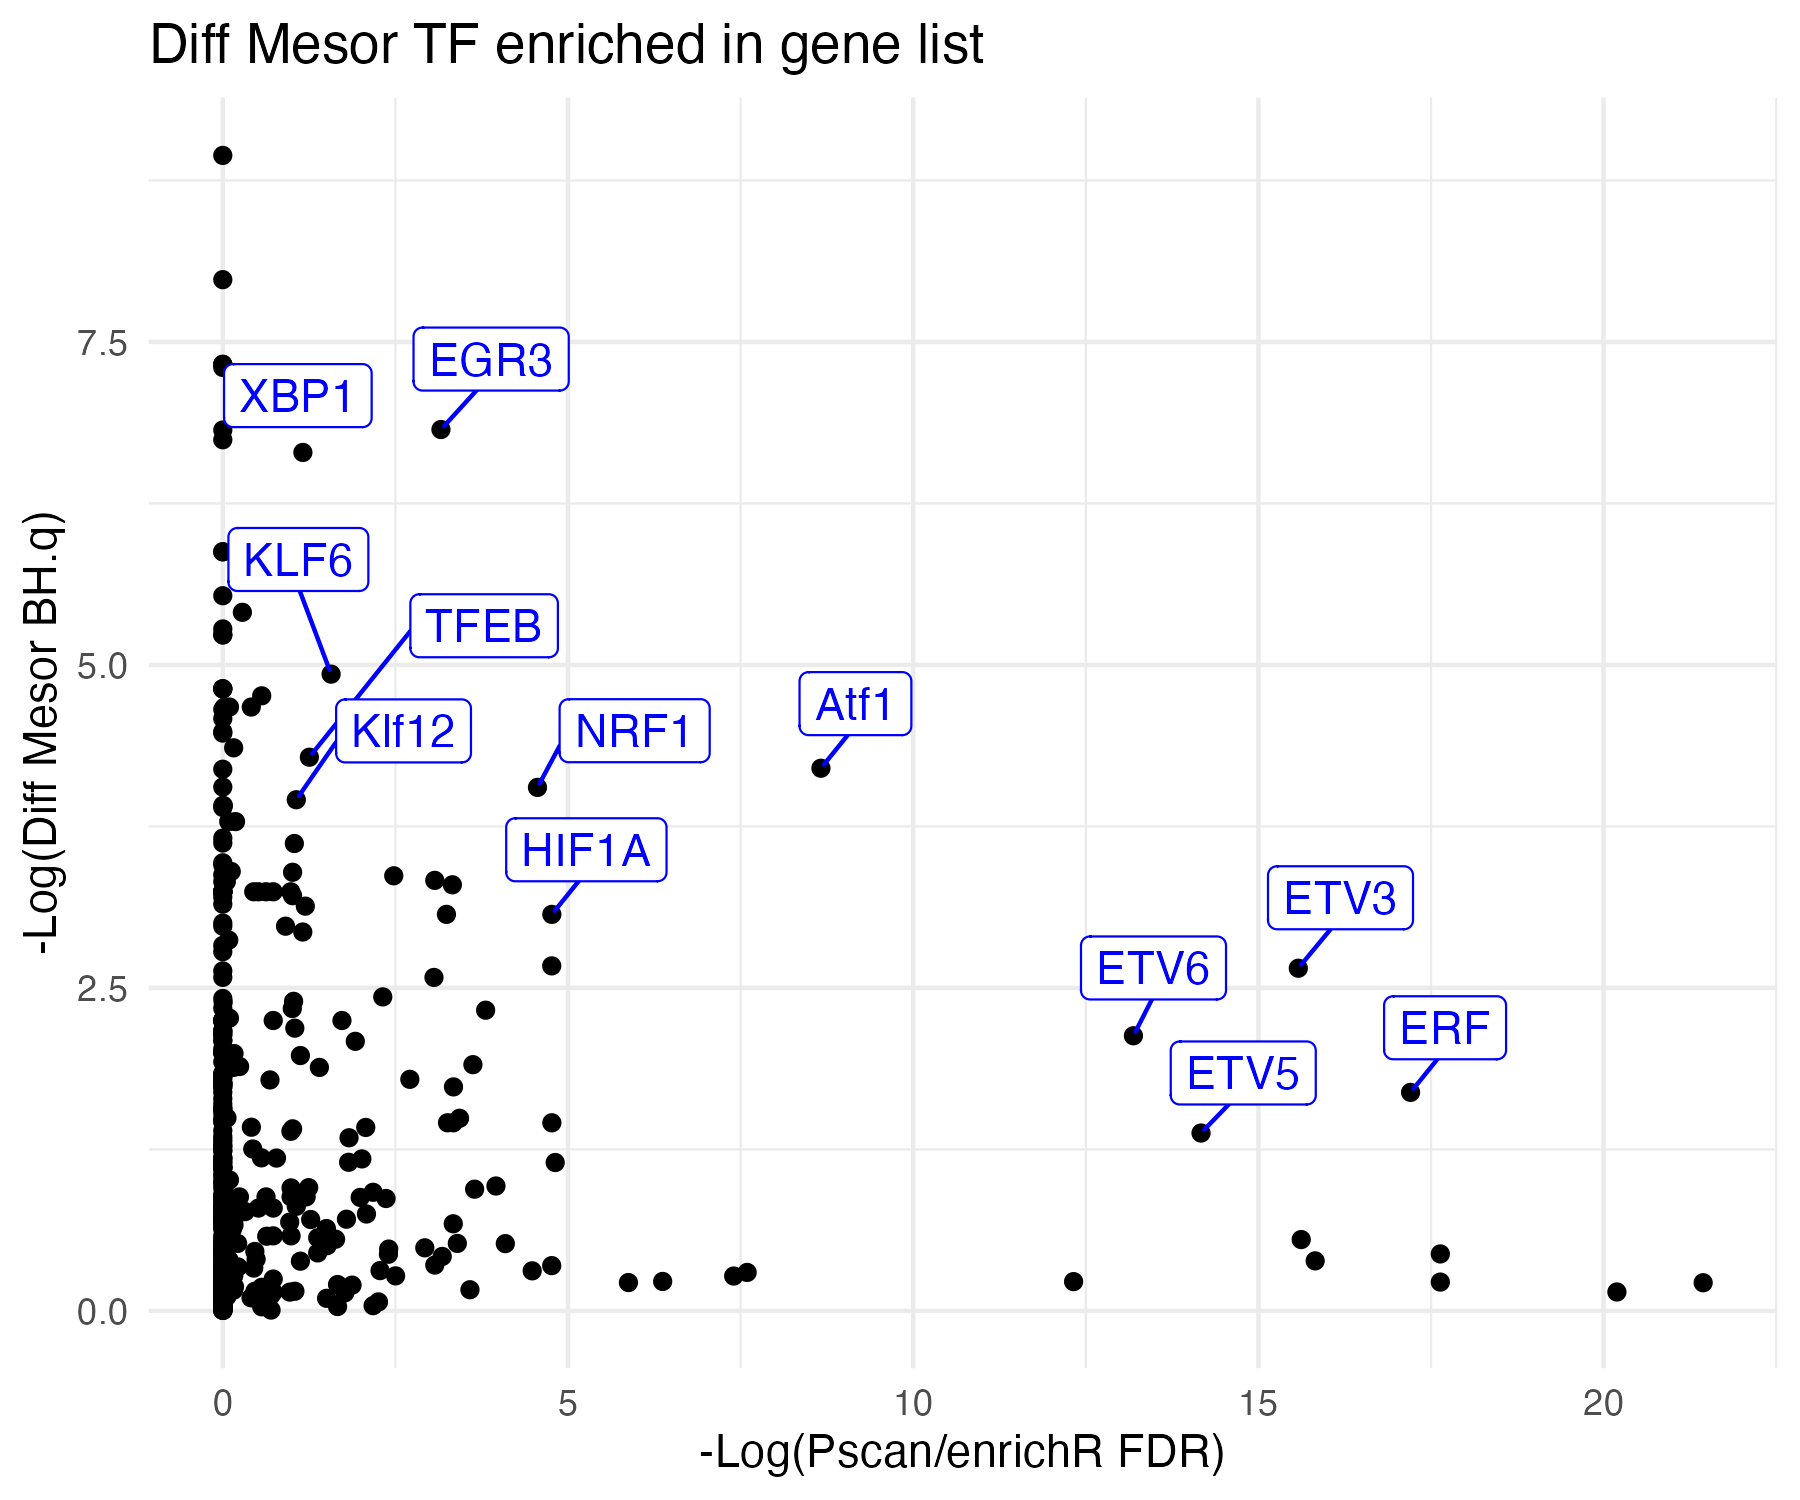 Diff Mesor TF enriched in gene list
-Log(Diff Mesor BH.q)
7.5
5.0
2.5
0.0
EGR3
XBP1
KLF6
TFEB
Klf12
NRF1
Atf1
HIF1A
ETV3
ETV6
ERF
ETV5
0
5
10
15
20
-Log(Pscan/enrichR FDR)